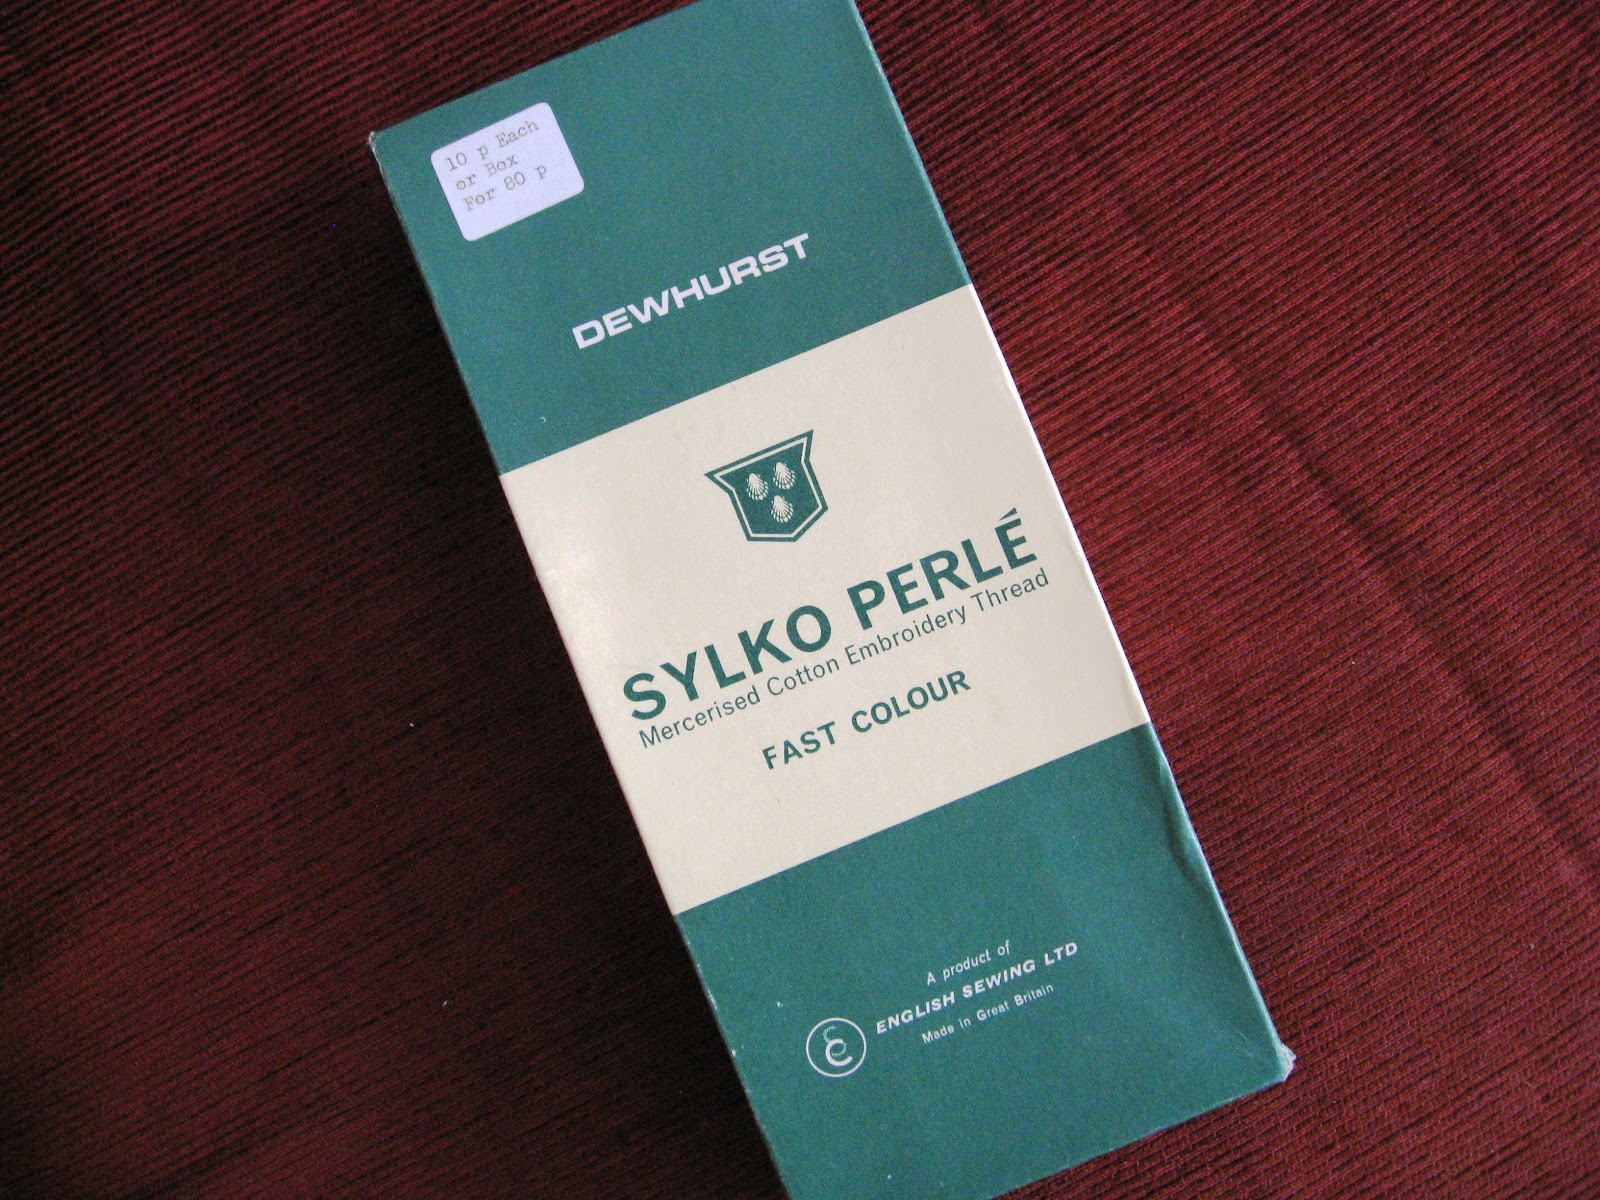 10 p Each
or Box
For 80 p
DEWHURST
SYLKO PERLÉ
Mercerised Cotton Embroidery Thread
FAST COLOUR
A product of
ENGLISH SEWING LTD
Made in Great Britain